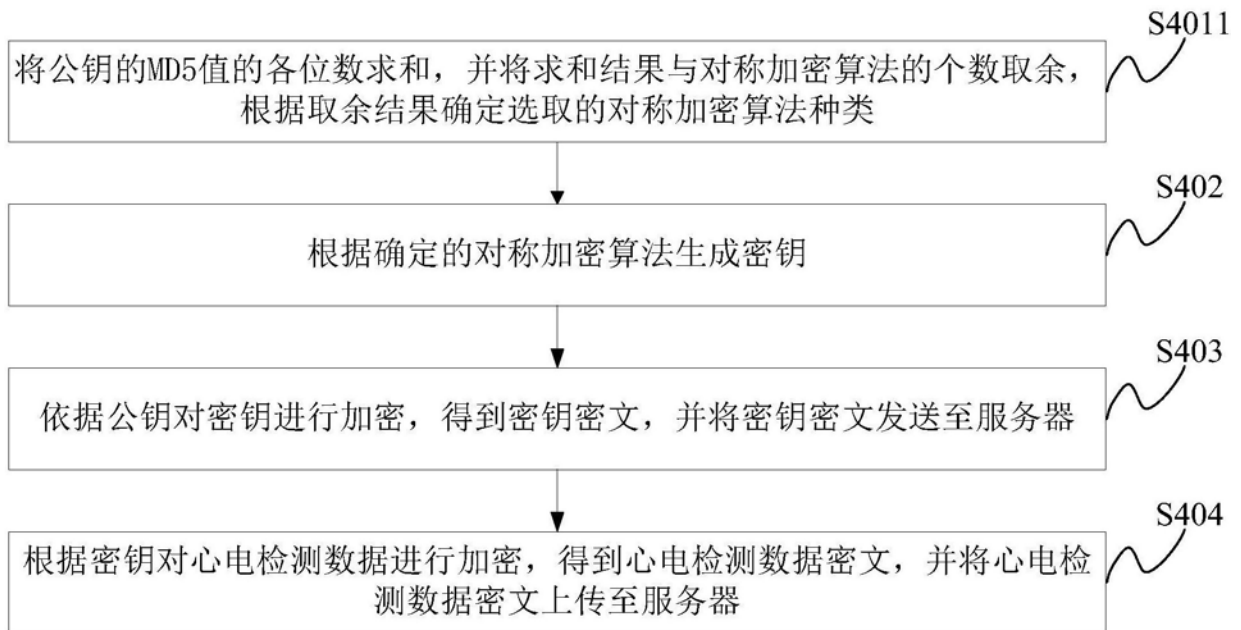 S4011
将公钥的MD5值的各位数求和，并将求和结果与对称加密算法的个数取余，
根据取余结果确定选取的对称加密算法种类
S402
根据确定的对称加密算法生成密钥
S403
依据公钥对密钥进行加密，得到密钥密文，并将密钥密文发送至服务器
S404
根据密钥对心电检测数据进行加密，得到心电检测数据密文，并将心电检
测数据密文上传至服务器